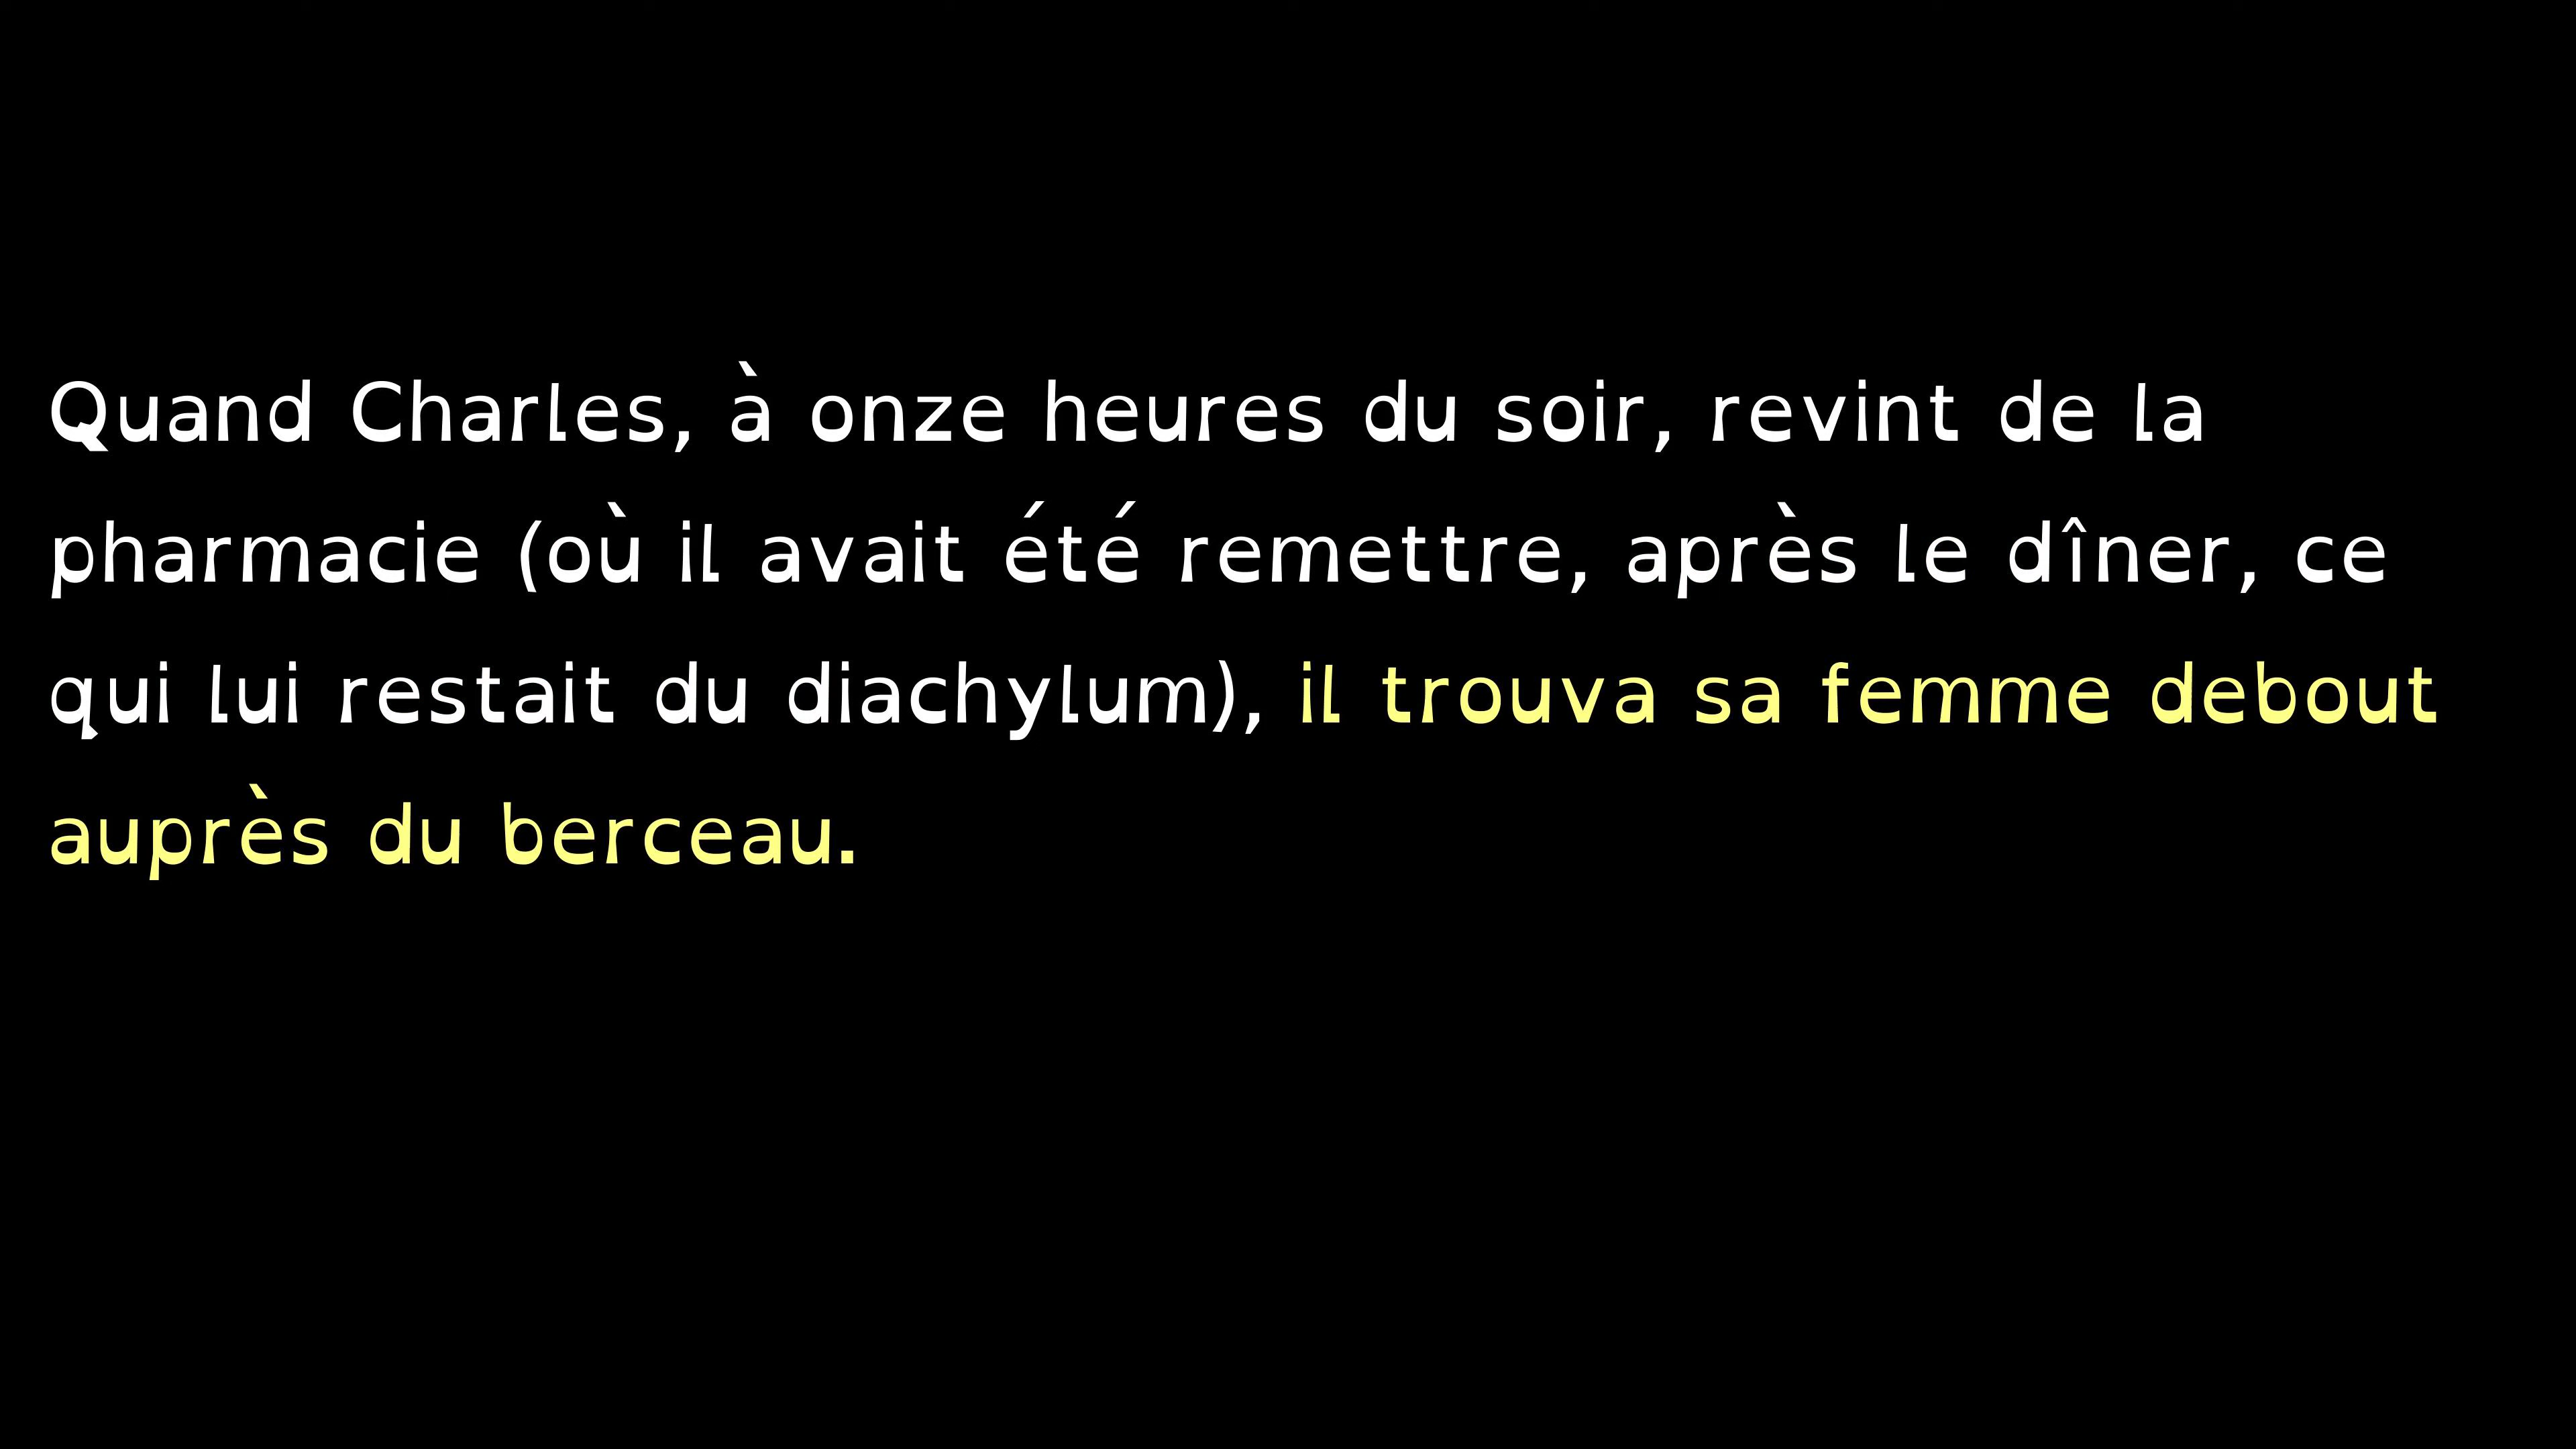 Quand Charles, à onze heures du soir, revint de la
pharmacie (où il avait été remettre, après le dîner, ce
qui lui restait du diachylum), il trouva sa femme debout
auprès du berceau.